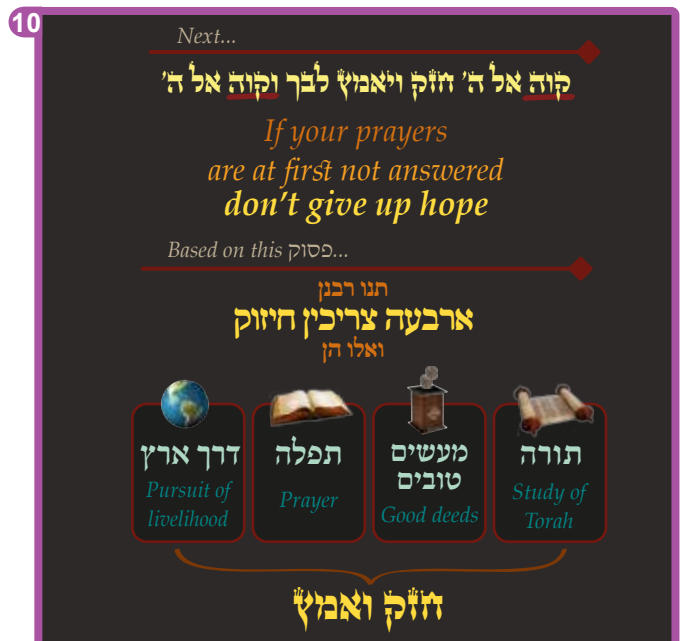 10
Next...
קוה אל ה׳ חזק ויאמץ לבך וקוה אל ה׳
If your prayers
are at first not answered
don't give up hope
Based on this פסוק...
תנו רבנן
ארבעה צריכין חיזוק
ואלו הן
תורה
Study of
Torah
מעשים
טובים
Good deeds
תפלה
Prayer
דרך ארץ
Pursuit of
livelihood
חזק ואמץ